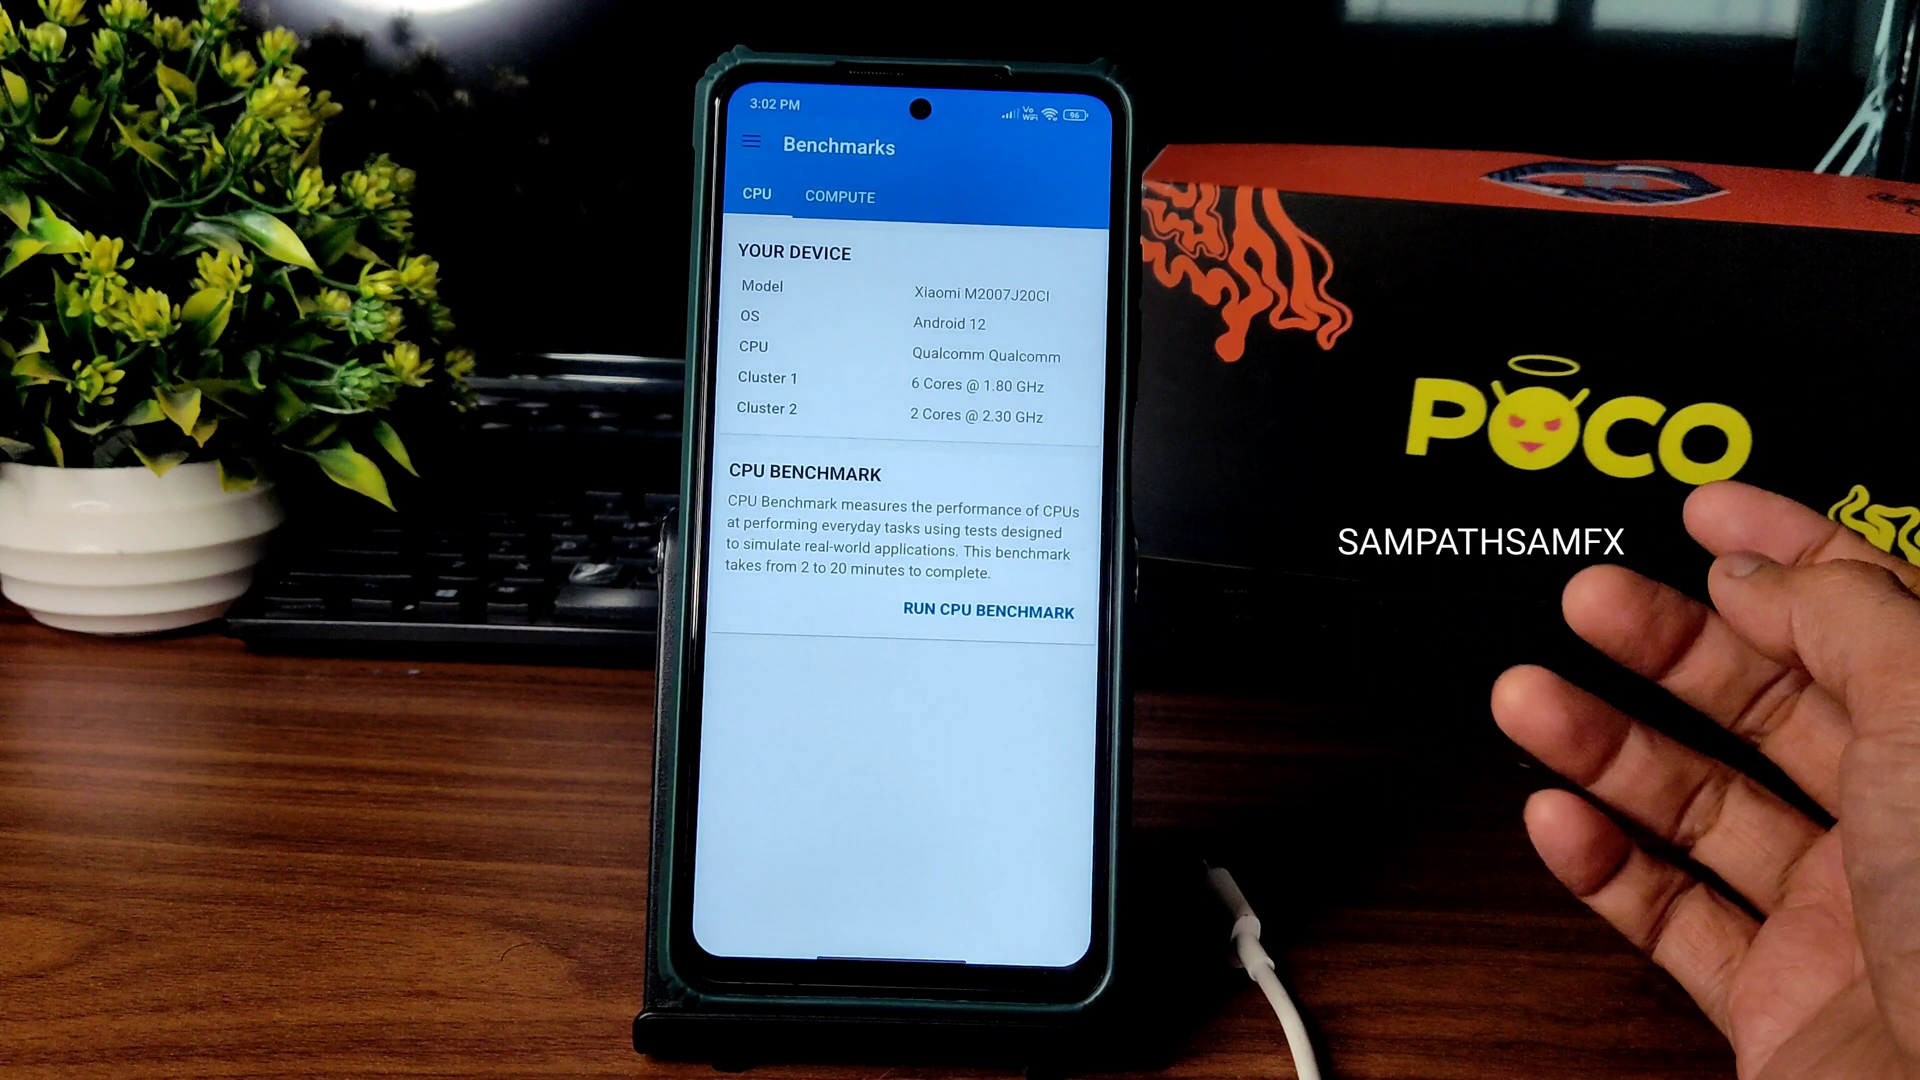 3:02 PM
Vo
WiFi
96
Benchmarks
CPU COMPUTE
YOUR DEVICE
Model Xiaomi M2007J20CI
OS Android 12
CPU Qualcomm Qualcomm
Cluster 1 6 Cores @ 1.80 GHz
Cluster 2 2 Cores @ 2.30 GHz
CPU BENCHMARK
CPU Benchmark measures the performance of CPUs
at performing everyday tasks using tests designed
to simulate real-world applications. This benchmark
takes from 2 to 20 minutes to complete.
RUN CPU BENCHMARK
POCO
SAMPATHSAMFX